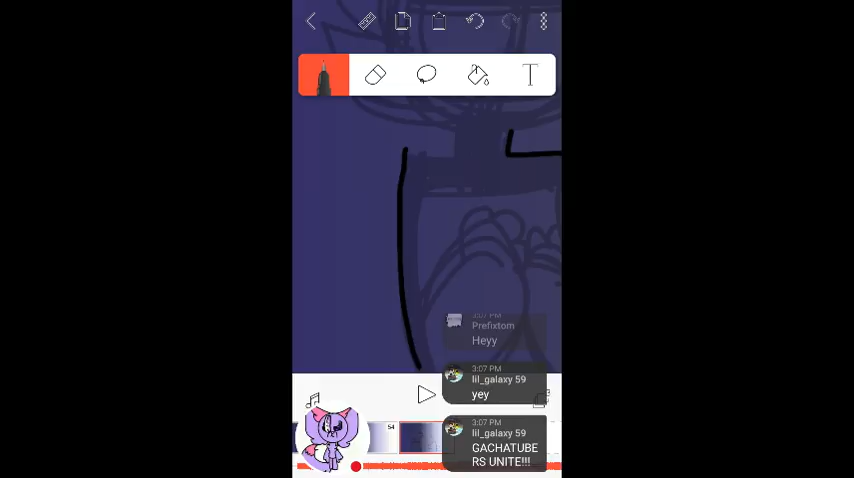 T
3:07 PM
Prefixtom
Heyy
3:07 PM
lil_galaxy 59
yey
54
3:07 PM
lil_galaxy 59
GACHATUBE
RS UNITE!!!